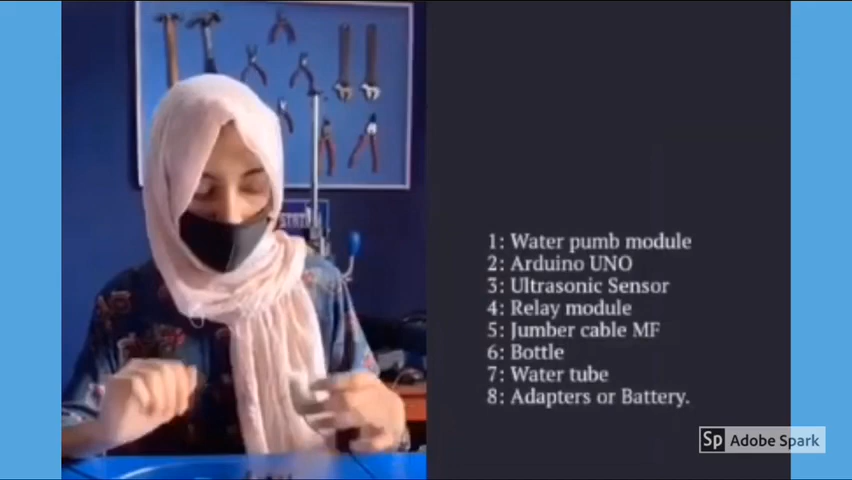 1: Water pumb module
2: Arduino UNO
3: Ultrasonic Sensor
4: Relay module
5: Jumber cable MF
6: Bottle
7: Water tube
8: Adapters or Battery.
Sp Adobe Spark